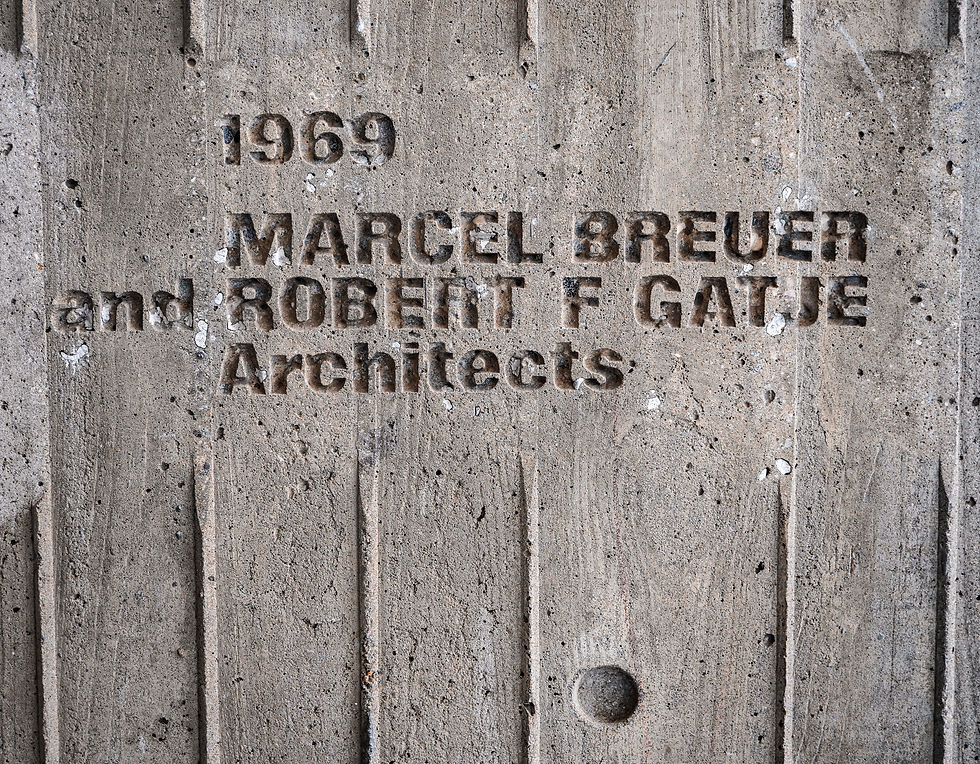 1969
MARCEL BREUER
and ROBERT F GATJE
Architects